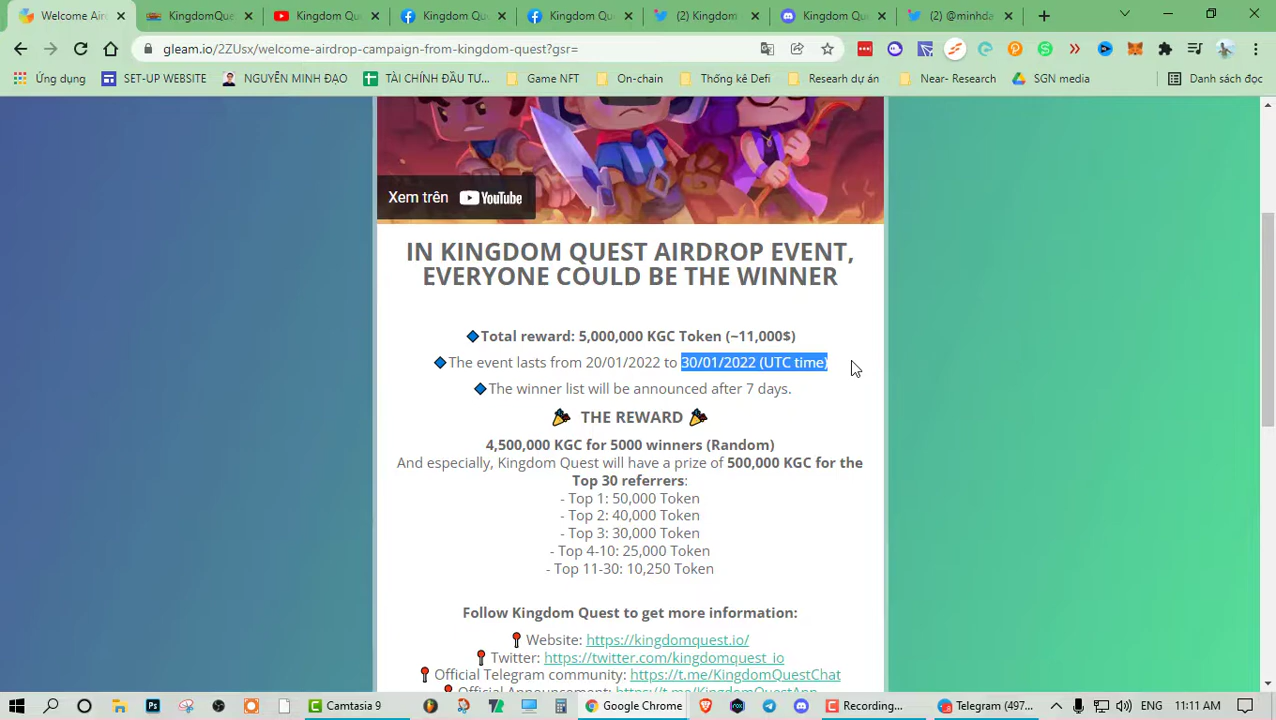 Welcome Air
KingdomQue
Kingdom Qu
Kingdom Qu
Kingdom Qu
(2) Kingdom
Kingdom Qu
(2) @minhda
gleam.io/2ZUsx/welcome-airdrop-campaign-from-kingdom-quest?gsr=
Ứng dụng
SET-UP WEBSITE
NGUYỄN MINH ĐẠO
TÀI CHÍNH ĐẦU TƯ...
Game NFT
On-chain
Thống kê Defi
Researh dự án
Near- Research
SGN media
Danh sách đọc
Xem trên YouTube
IN KINGDOM QUEST AIRDROP EVENT,
EVERYONE COULD BE THE WINNER
Total reward: 5,000,000 KGC Token (~11,000$)
The event lasts from 20/01/2022 to 30/01/2022 (UTC time)
The winner list will be announced after 7 days.
THE REWARD
4,500,000 KGC for 5000 winners (Random)
And especially, Kingdom Quest will have a prize of 500,000 KGC for the
Top 30 referrers:
- Top 1: 50,000 Token
- Top 2: 40,000 Token
- Top 3: 30,000 Token
- Top 4-10: 25,000 Token
- Top 11-30: 10,250 Token
Follow Kingdom Quest to get more information:
Website: https://kingdomquest.io/
Twitter: https://twitter.com/kingdomquest_io
Official Telegram community: https://t.me/KingdomQuestChat
Official Announcement: https://t.me/KingdomQuestAnn
Camtasia 9
Google Chrome
Recording...
Telegram (497...
ENG
11:11 AM